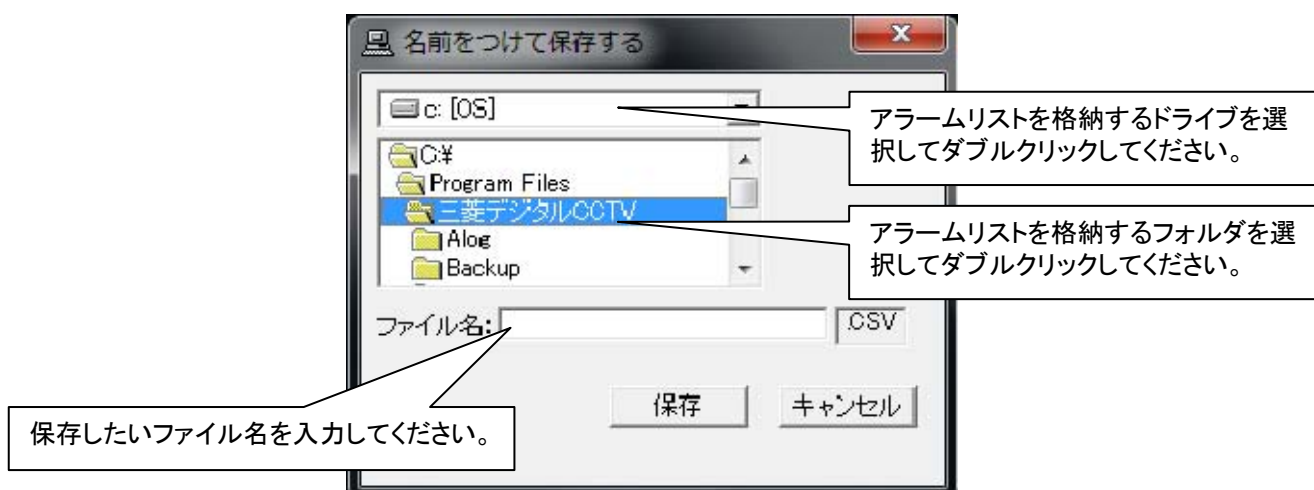 名前をつけて保存する
c: [OS]
アラームリストを格納するドライブを選
択してダブルクリックしてください。
C:¥
Program Files
三菱デジタルCCTV
Alog
Backup
アラームリストを格納するフォルダを選
択してダブルクリックしてください。
ファイル名:
.CSV
保存 キャンセル
保存したいファイル名を入力してください。